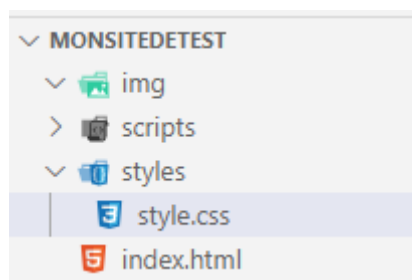 MONSITEDETEST
img
scripts
styles
style.css
index.html